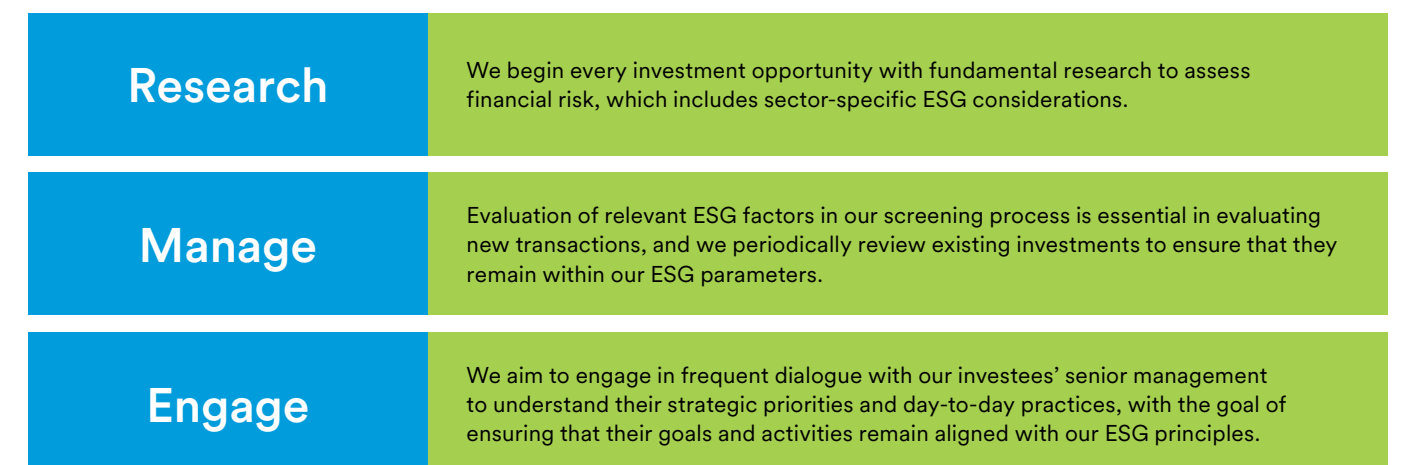 Research
We begin every investment opportunity with fundamental research to assess
financial risk, which includes sector-specific ESG considerations.
Manage
Evaluation of relevant ESG factors in our screening process is essential in evaluating
new transactions, and we periodically review existing investments to ensure that they
remain within our ESG parameters.
Engage
We aim to engage in frequent dialogue with our investees’ senior management
to understand their strategic priorities and day-to-day practices, with the goal of
ensuring that their goals and activities remain aligned with our ESG principles.